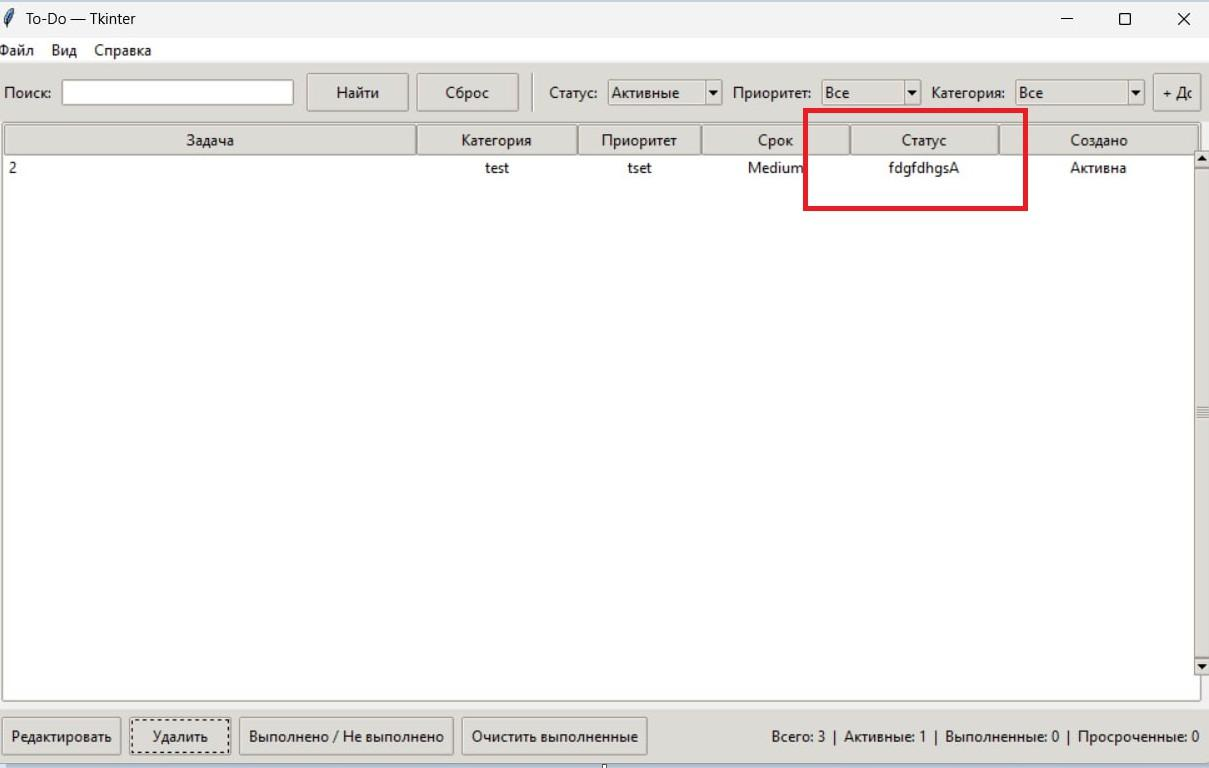 To-Do — Tkinter
Файл Вид Справка
Поиск: Найти Сброс Статус: Активные Приоритет: Все Категория: Все + Дс
Задача Категория Приоритет Срок Статус Создано
2 test tset Medium fdgfdhgsA Активна
Редактировать Удалить Выполнено / Не выполнено Очистить выполненные Всего: 3 | Активные: 1 | Выполненные: 0 | Просроченные: 0